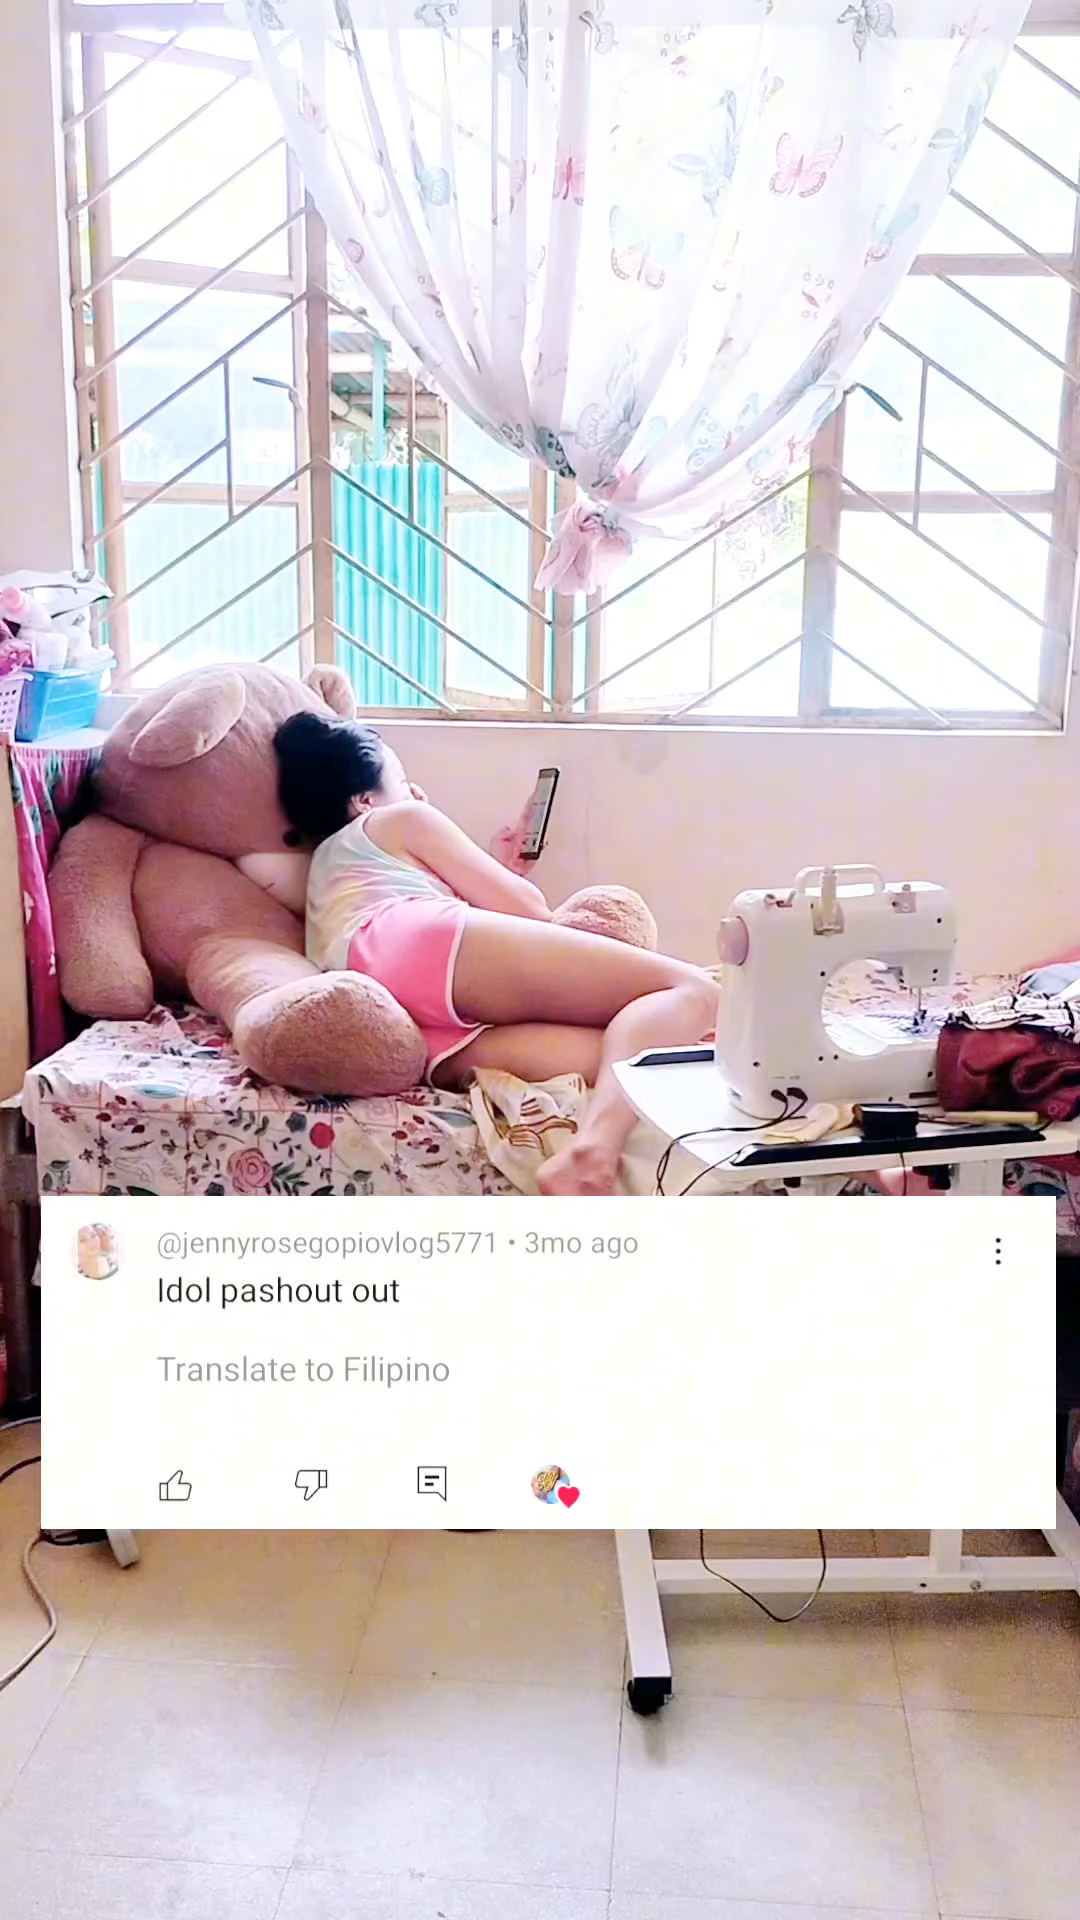 @jennyrosegopiovlog5771 • 3mo ago
Idol pashout out
Translate to Filipino